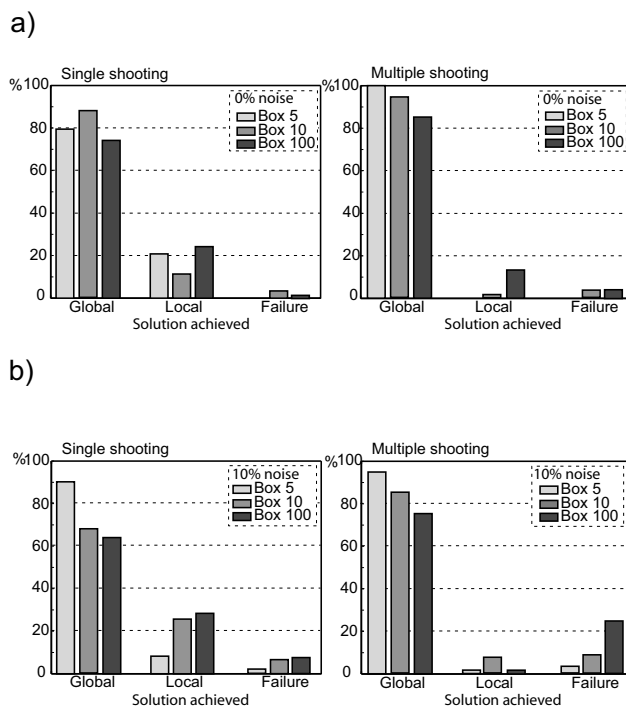 a)
Single shooting
%100
80
60
40
20
0
0% noise
Box 5
Box 10
Box 100
Global Local Failure
Solution achieved
Multiple shooting
%100
80
60
40
20
0
0% noise
Box 5
Box 10
Box 100
Global Local Failure
Solution achieved
b)
Single shooting
%100
80
60
40
20
0
10% noise
Box 5
Box 10
Box 100
Global Local Failure
Solution achieved
Multiple shooting
%100
80
60
40
20
0
10% noise
Box 5
Box 10
Box 100
Global Local Failure
Solution achieved